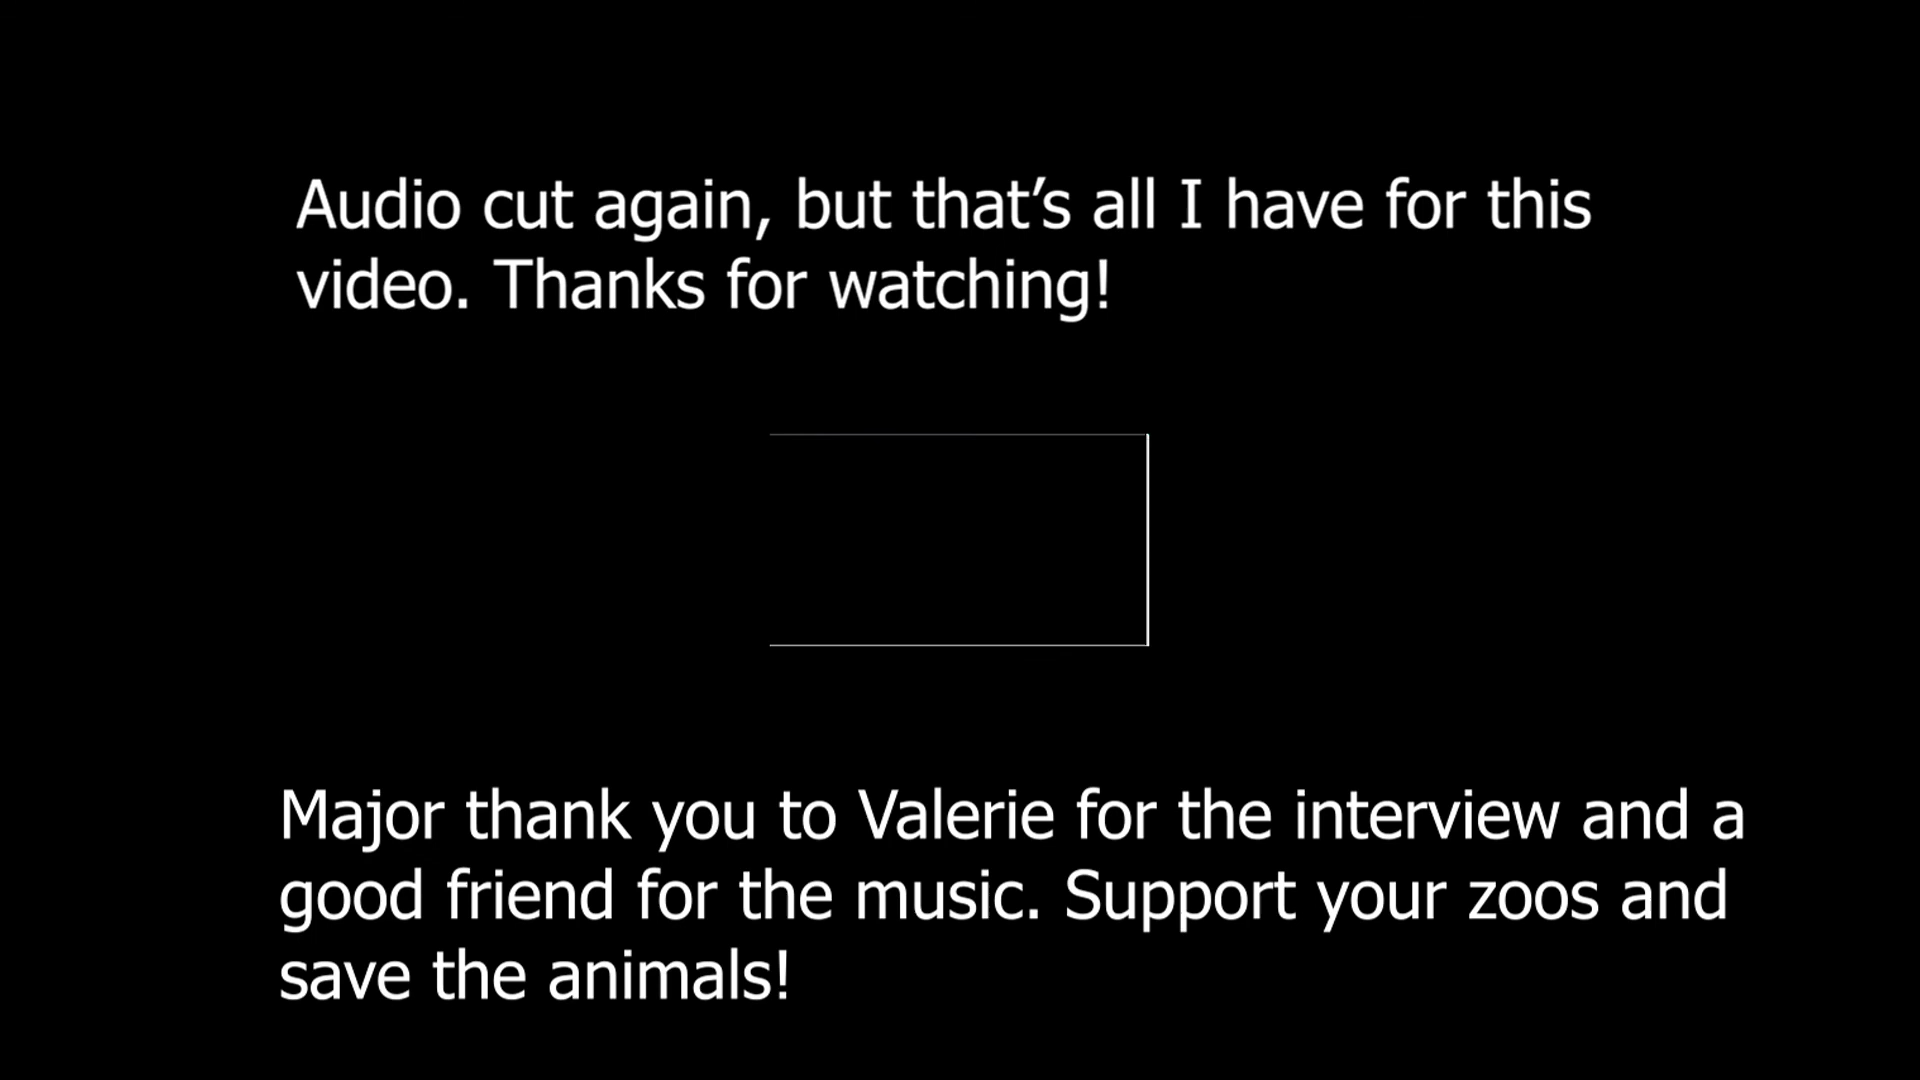 Audio cut again, but that’s all I have for this
video. Thanks for watching!
Major thank you to Valerie for the interview and a
good friend for the music. Support your zoos and
save the animals!